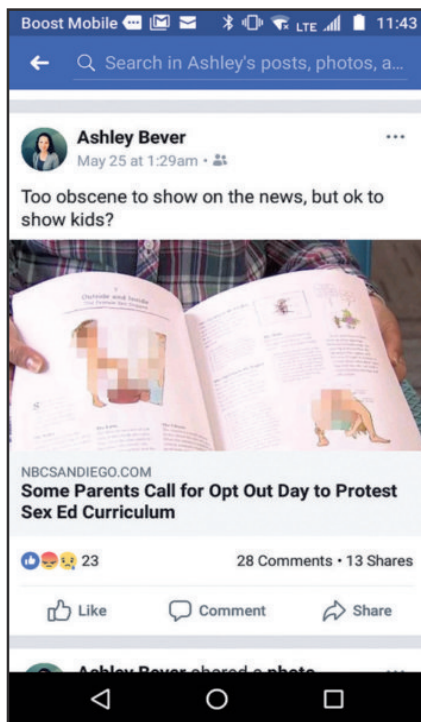 Boost Mobile LTE 11:43
Search in Ashley's posts, photos, a...
Ashley Bever
May 25 at 1:29am
Too obscene to show on the news, but ok to
show kids?
Outside and Inside
NBCSANDIEGO.COM
Some Parents Call for Opt Out Day to Protest
Sex Ed Curriculum
23 28 Comments • 13 Shares
Like Comment Share
Ashley Bever shared a photo